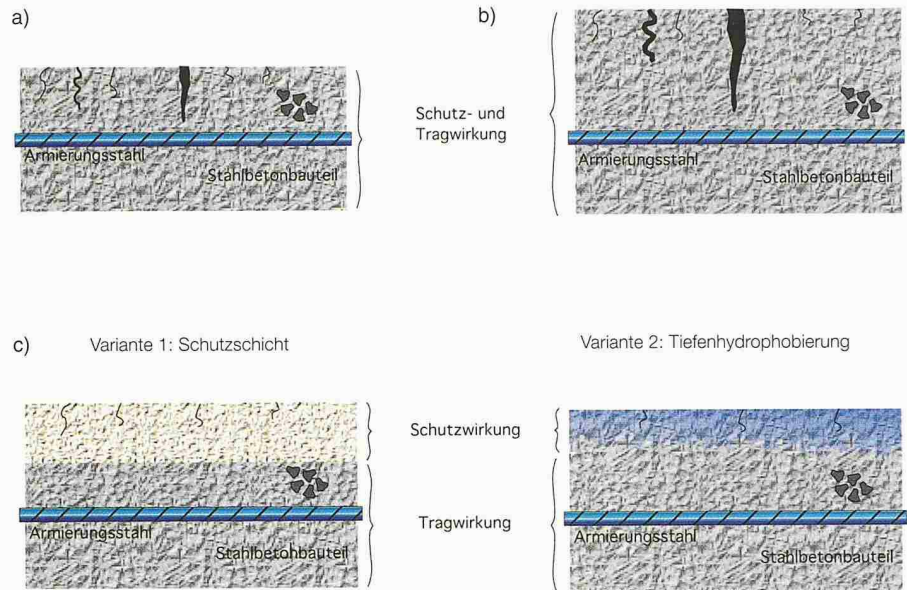 a)
b)
Schutz- und
Tragwirkung
Armierungsstahl
Stahlbetonbauteil
Armierungsstahl
Stahlbetonbauteil
c)
Variante 1: Schutzschicht
Variante 2: Tiefenhydrophobierung
Schutzwirkung
Tragwirkung
Armierungsstahl
Stahlbetonbauteil
Armierungsstahl
Stahlbetonbauteil